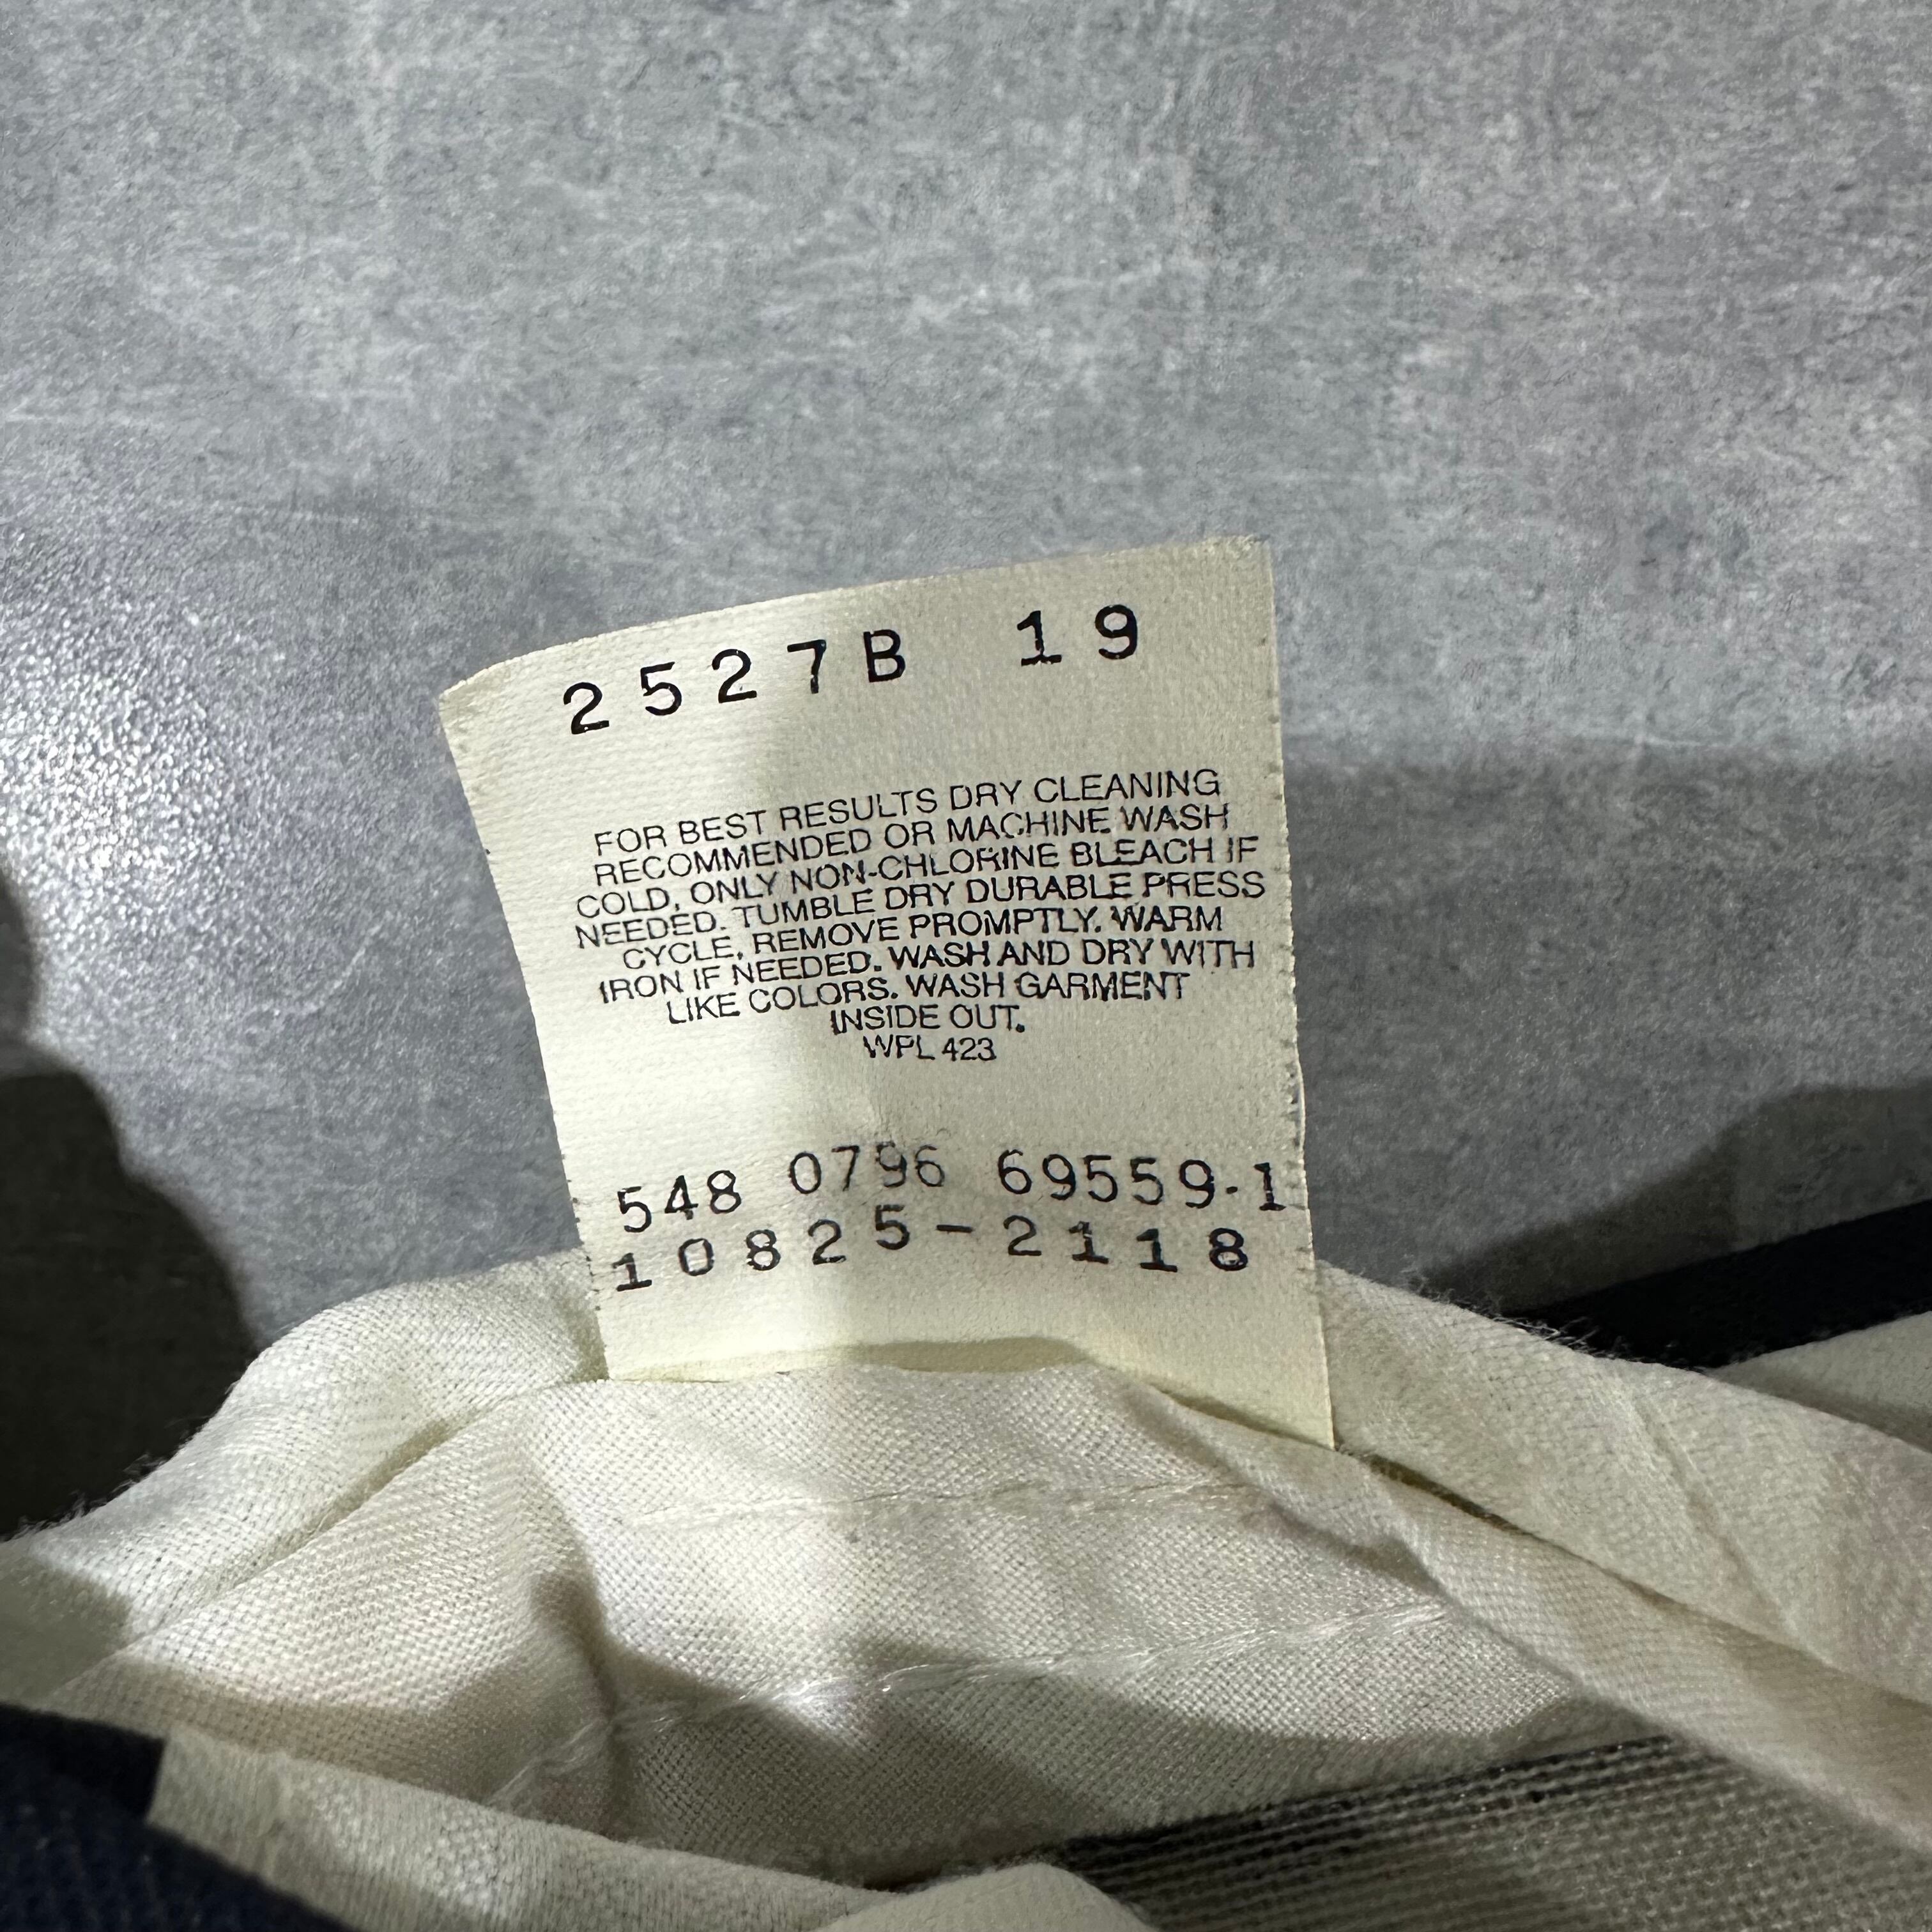 2527B 19
FOR BEST RESULTS DRY CLEANING
RECOMMENDED OR MACHINE WASH
COLD, ONLY NON-CHLORINE BLEACH IF
NEEDED. TUMBLE DRY DURABLE PRESS
CYCLE, REMOVE PROMPTLY. WARM
IRON IF NEEDED. WASH AND DRY WITH
LIKE COLORS. WASH GARMENT
INSIDE OUT.
WPL 423
548 0796 69559-1
10825-2118